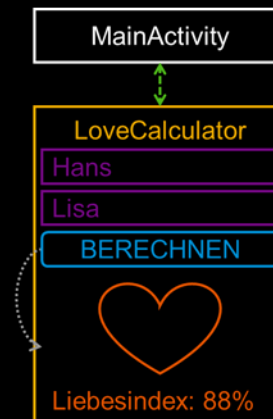 MainActivity
LoveCalculator
Hans
Lisa
BERECHNEN
Liebesindex: 88%